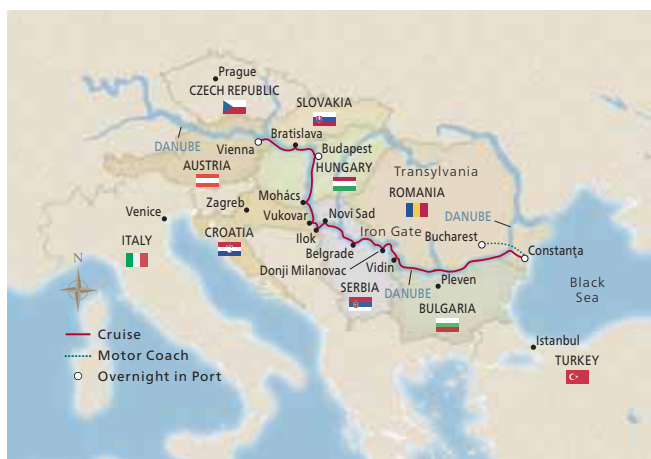 Prague
CZECH REPUBLIC
SLOVAKIA
DANUBE
Bratislava
Vienna
Budapest
AUSTRIA
HUNGARY
Transylvania
ROMANIA
Mohács
Zagreb
Venice
Vukovar
Novi Sad
DANUBE
CROATIA
Ilok
Iron Gate
Bucharest
ITALY
Belgrade
Constanţa
N
Donji Milanovac
Vidin
SERBIA
DANUBE
Pleven
Black
Sea
BULGARIA
Cruise
Istanbul
Motor Coach
TURKEY
Overnight in Port